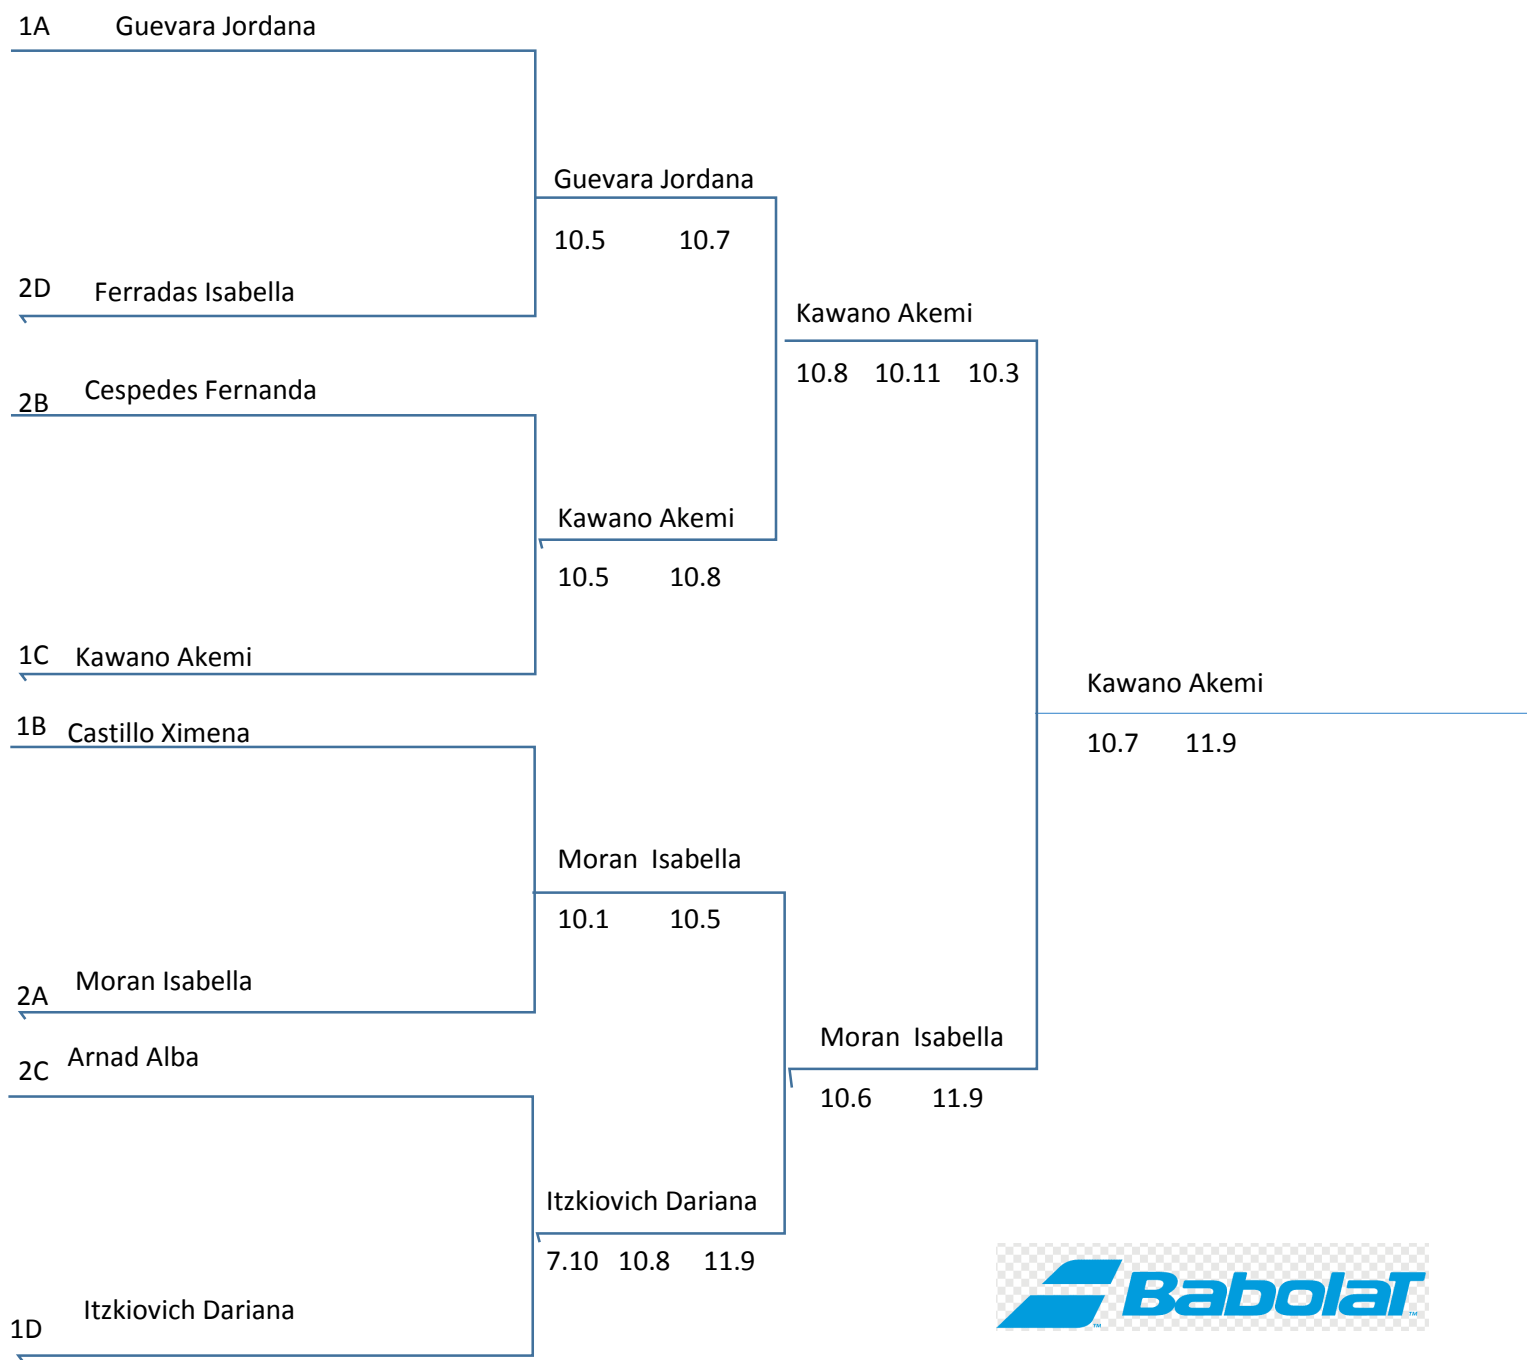 1A Guevara Jordana
Guevara Jordana
10.5 10.7
2D Ferradas Isabella
Kawano Akemi
10.8 10.11 10.3
2B Cespedes Fernanda
Kawano Akemi
10.5 10.8
1C Kawano Akemi
Kawano Akemi
10.7 11.9
1B Castillo Ximena
Moran Isabella
10.1 10.5
2A Moran Isabella
Moran Isabella
10.6 11.9
2C Arnad Alba
Itzkiovich Dariana
7.10 10.8 11.9
1D Itzkiovich Dariana
BabolaT